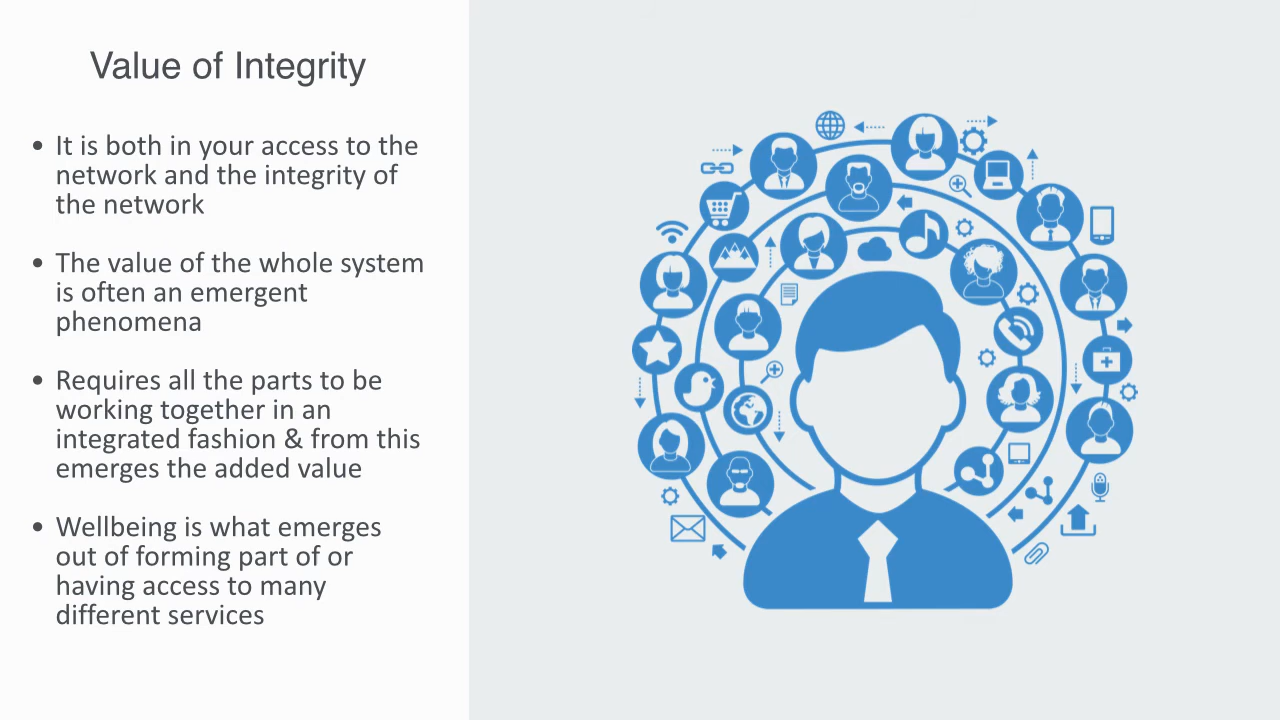 Value of Integrity
• It is both in your access to the
network and the integrity of
the network
• The value of the whole system
is often an emergent
phenomena
• Requires all the parts to be
working together in an
integrated fashion & from this
emerges the added value
• Wellbeing is what emerges
out of forming part of or
having access to many
different services